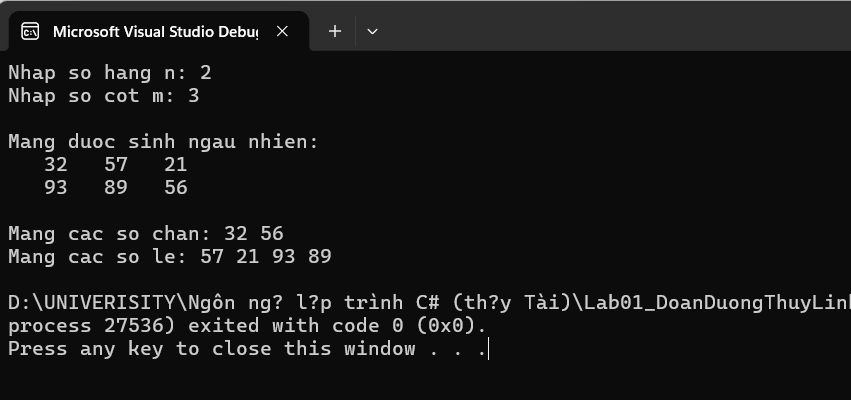 Microsoft Visual Studio Debu
Nhap so hang n: 2
Nhap so cot m: 3
Mang duoc sinh ngau nhien:
32 57 21
93 89 56
Mang cac so chan: 32 56
Mang cac so le: 57 21 93 89
D:\UNIVERISITY\Ngôn ng? l?p trình C# (th?y Tài)\Lab01_DoanDuongThuyLin
process 27536) exited with code 0 (0x0).
Press any key to close this window . . .